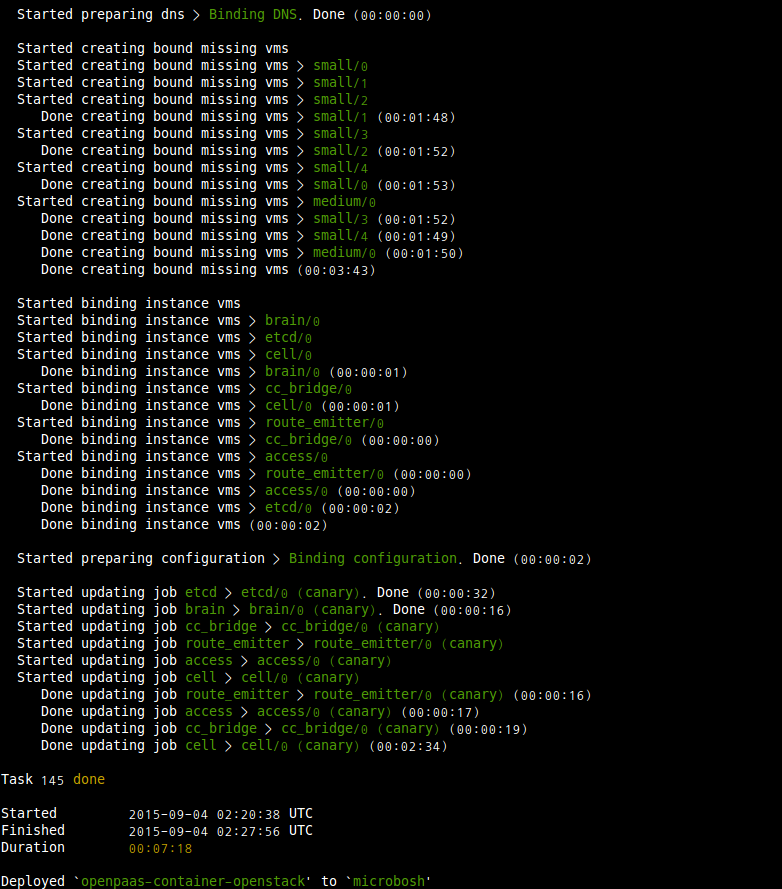 Started preparing dns > Binding DNS. Done (00:00:00)
Started creating bound missing vms
Started creating bound missing vms > small/0
Started creating bound missing vms > small/1
Started creating bound missing vms > small/2
Done creating bound missing vms > small/1 (00:01:48)
Started creating bound missing vms > small/3
Done creating bound missing vms > small/2 (00:01:52)
Started creating bound missing vms > small/4
Done creating bound missing vms > small/0 (00:01:53)
Started creating bound missing vms > medium/0
Done creating bound missing vms > small/3 (00:01:52)
Done creating bound missing vms > small/4 (00:01:49)
Done creating bound missing vms > medium/0 (00:01:50)
Done creating bound missing vms (00:03:43)
Started binding instance vms
Started binding instance vms > brain/0
Started binding instance vms > etcd/0
Started binding instance vms > cell/0
Done binding instance vms > brain/0 (00:00:01)
Started binding instance vms > cc_bridge/0
Done binding instance vms > cell/0 (00:00:01)
Started binding instance vms > route_emitter/0
Done binding instance vms > cc_bridge/0 (00:00:00)
Started binding instance vms > access/0
Done binding instance vms > route_emitter/0 (00:00:00)
Done binding instance vms > access/0 (00:00:00)
Done binding instance vms > etcd/0 (00:00:02)
Done binding instance vms (00:00:02)
Started preparing configuration > Binding configuration. Done (00:00:02)
Started updating job etcd > etcd/0 (canary). Done (00:00:32)
Started updating job brain > brain/0 (canary). Done (00:00:16)
Started updating job cc_bridge > cc_bridge/0 (canary)
Started updating job route_emitter > route_emitter/0 (canary)
Started updating job access > access/0 (canary)
Started updating job cell > cell/0 (canary)
Done updating job route_emitter > route_emitter/0 (canary) (00:00:16)
Done updating job access > access/0 (canary) (00:00:17)
Done updating job cc_bridge > cc_bridge/0 (canary) (00:00:19)
Done updating job cell > cell/0 (canary) (00:02:34)
Task 145 done
Started 2015-09-04 02:20:38 UTC
Finished 2015-09-04 02:27:56 UTC
Duration 00:07:18
Deployed `openpaas-container-openstack' to `microbosh'